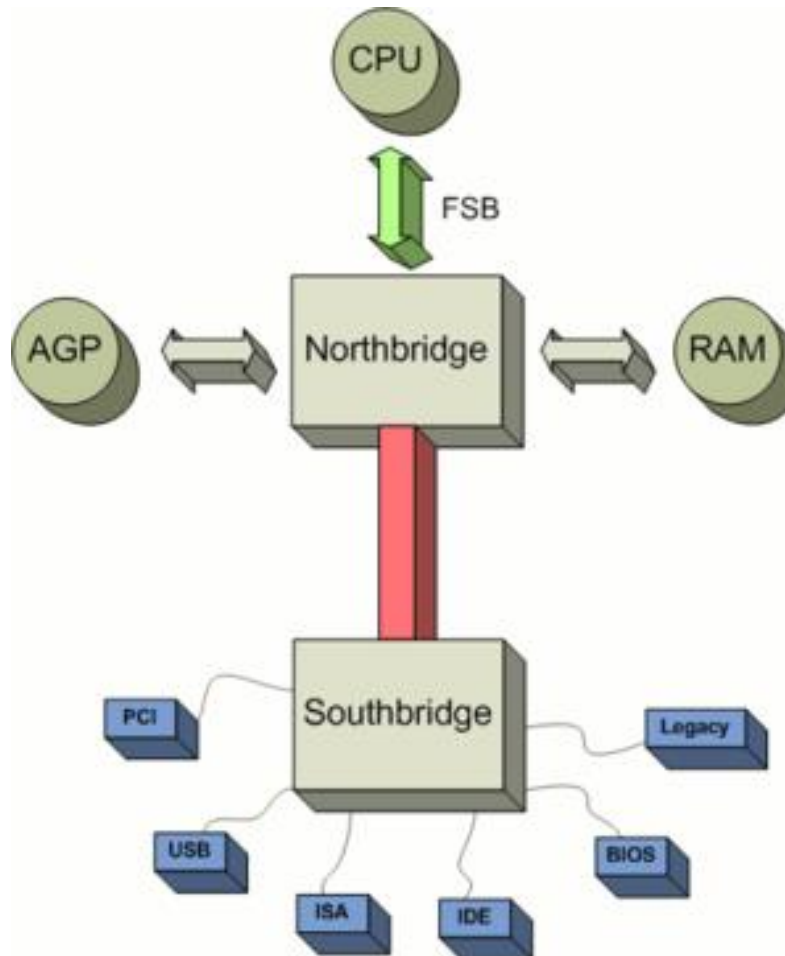 CPU
FSB
AGP
Northbridge
RAM
Southbridge
PCI
Legacy
USB
BIOS
ISA
IDE